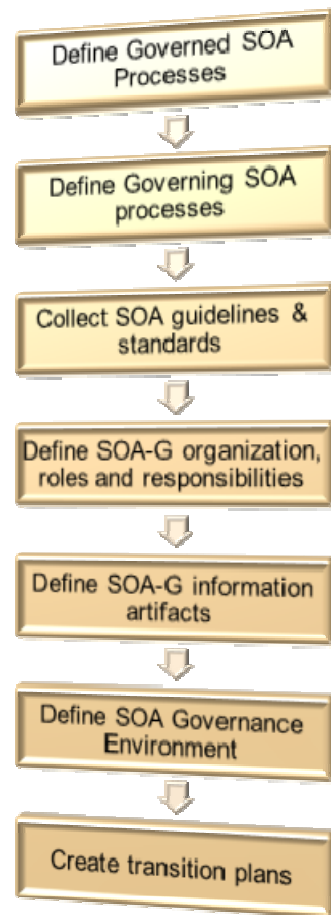 Define Governed SOA
Processes
Define Governing SOA
processes
Collect SOA guidelines &
standards
Define SOA-G organization,
roles and responsibilities
Define SOA-G information
artifacts
Define SOA Governance
Environment
Create transition plans